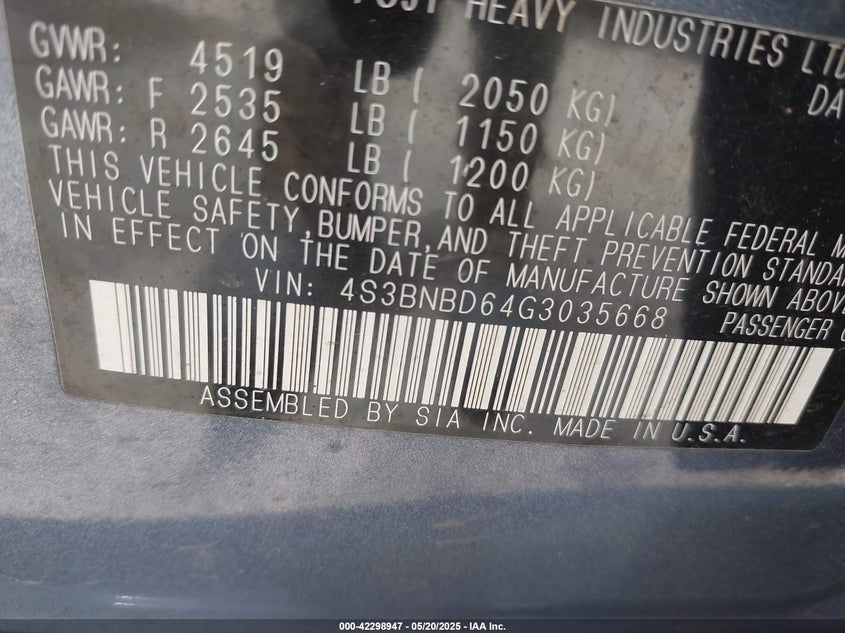 FUJI HEAVY INDUSTRIES LTD
GVWR: 4519 LB ( 2050 KG)
GAWR: F 2535 LB ( 1150 KG)
GAWR: R 2645 LB ( 1200 KG)
THIS VEHICLE CONFORMS TO ALL APPLICABLE FEDERAL M
VEHICLE SAFETY, BUMPER, AND THEFT PREVENTION STANDA
IN EFFECT ON THE DATE OF MANUFACTURE SHOWN ABOVE
VIN: 4S3BNBD64G3035668 PASSENGER
ASSEMBLED BY SIA INC. MADE IN U.S.A.
000-42298947 — 05/20/2025 — IAA Inc.